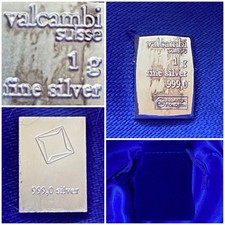 valcambi
suisse
1 g
fine silver
valcambi
suisse
1 g
fine silver
999.0
999.0 silver